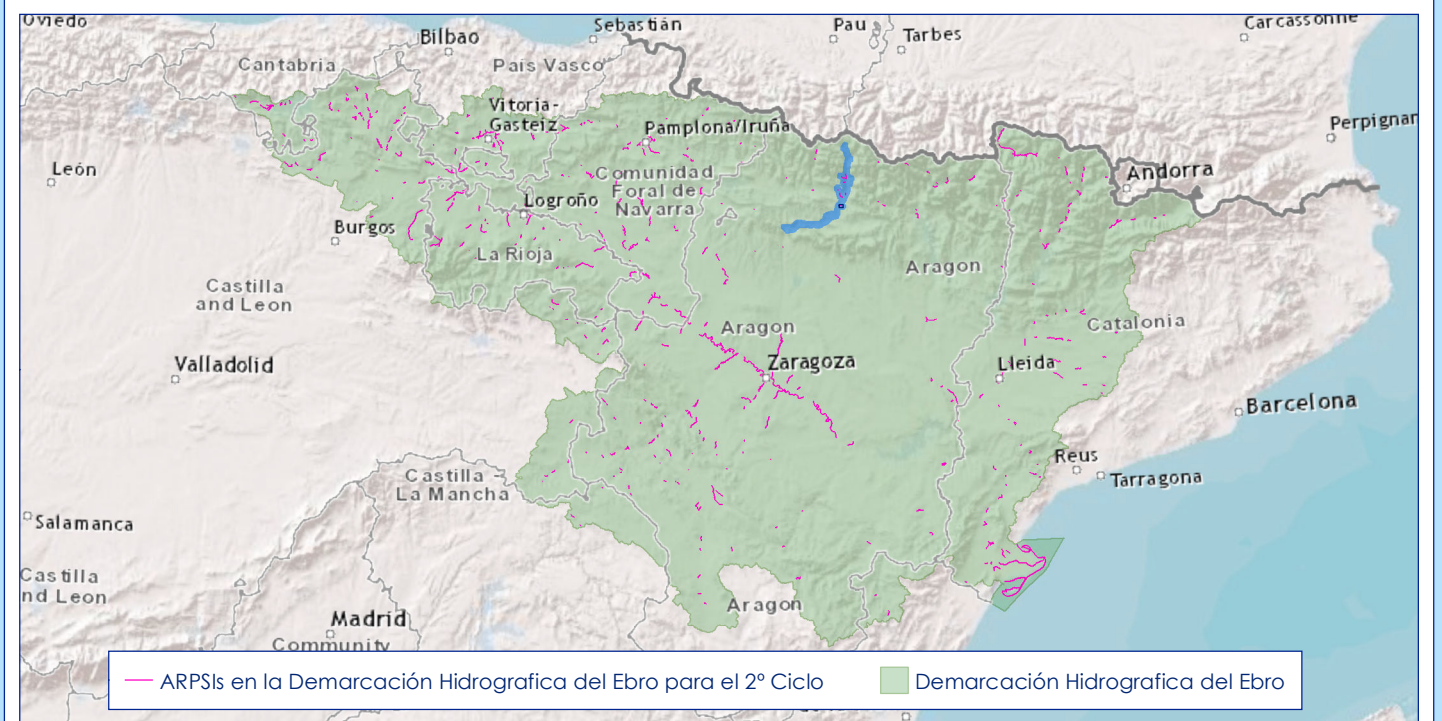 Oviedo
Sebastián
Pau
Tarbes
Carcassonne
Bilbao
Cantabria
País Vasco
Vitoria-
Gasteiz
Pamplona/Iruña
Perpignan
León
Andorra
Comunidad
Foral de
Navarra
Logroño
Burgos
La Rioja
Aragon
Castilla
and Leon
Aragon
Catalonia
Valladolid
Zaragoza
Lleida
Barcelona
Reus
Tarragona
Castilla
La Mancha
Salamanca
Castilla
nd Leon
Aragon
Madrid
Community
ARPSIs en la Demarcación Hidrografica del Ebro para el 2º Ciclo
Demarcación Hidrografica del Ebro